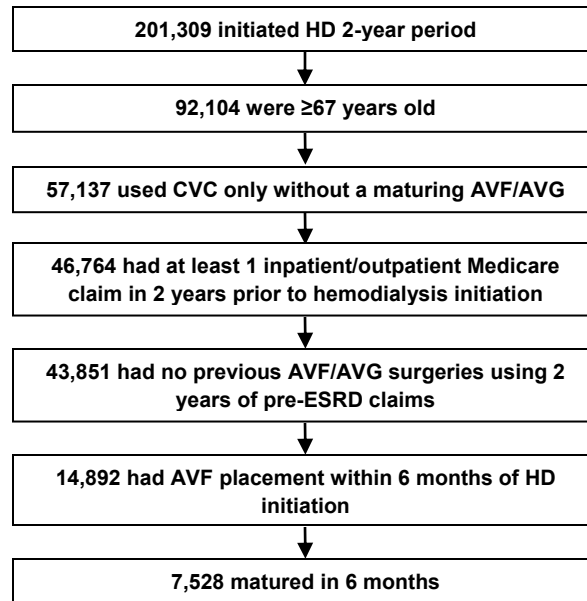 201,309 initiated HD 2-year period
92,104 were ≥67 years old
57,137 used CVC only without a maturing AVF/AVG
46,764 had at least 1 inpatient/outpatient Medicare
claim in 2 years prior to hemodialysis initiation
43,851 had no previous AVF/AVG surgeries using 2
years of pre-ESRD claims
14,892 had AVF placement within 6 months of HD
initiation
7,528 matured in 6 months